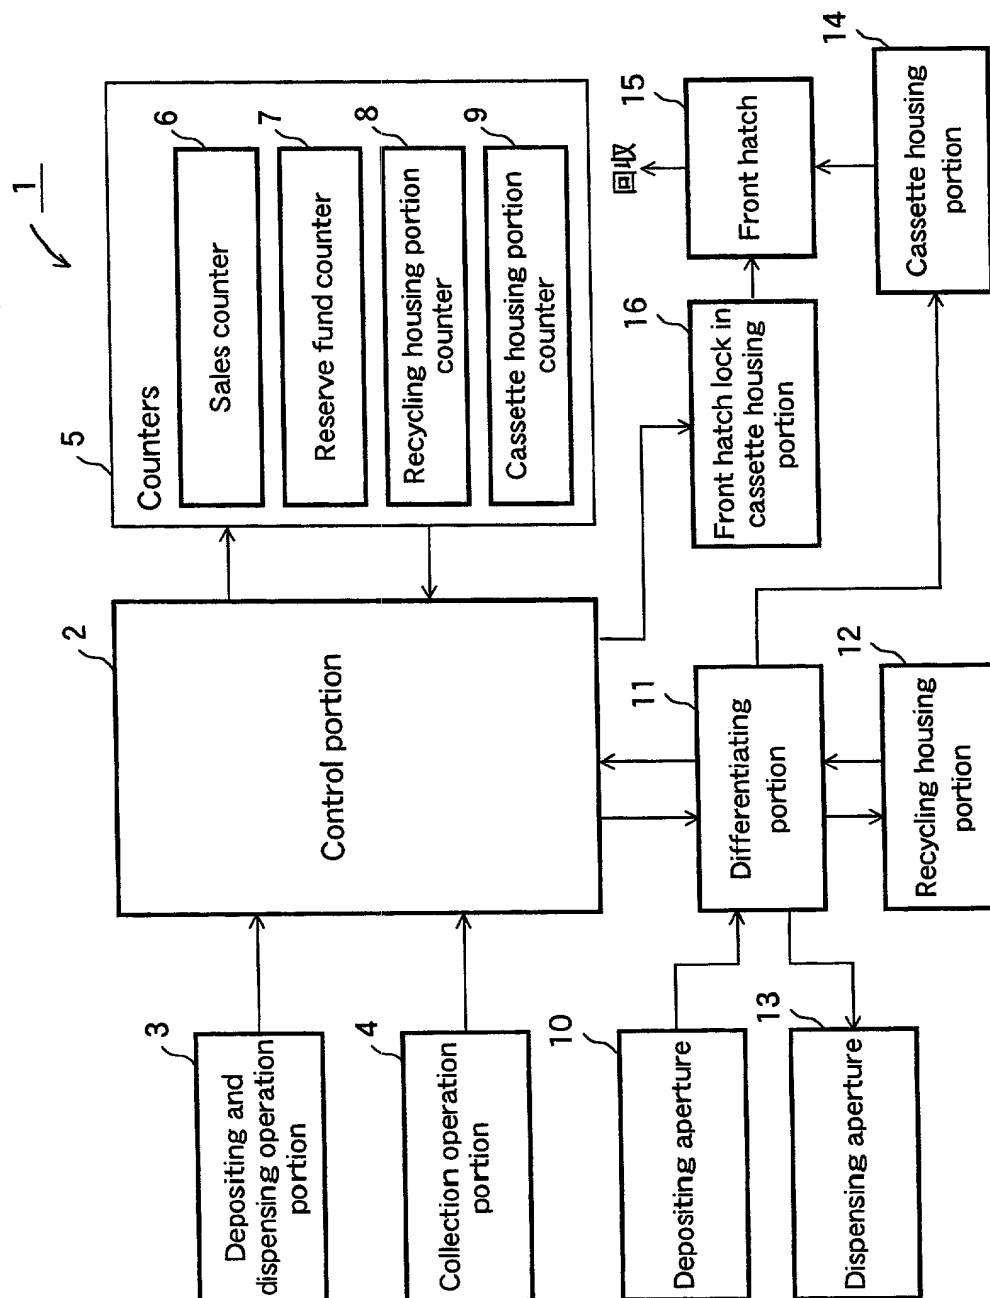 1
5
Counters
6
Sales counter
7
Reserve fund counter
8
Recycling housing portion
counter
9
Cassette housing portion
counter
2
Control portion
3
Depositing and
dispensing operation
portion
4
Collection operation
portion
10
Depositing aperture
13
Dispensing aperture
11
Differentiating
portion
12
Recycling housing
portion
16
Front hatch lock in
cassette housing
portion
回収
15
Front hatch
14
Cassette housing
portion